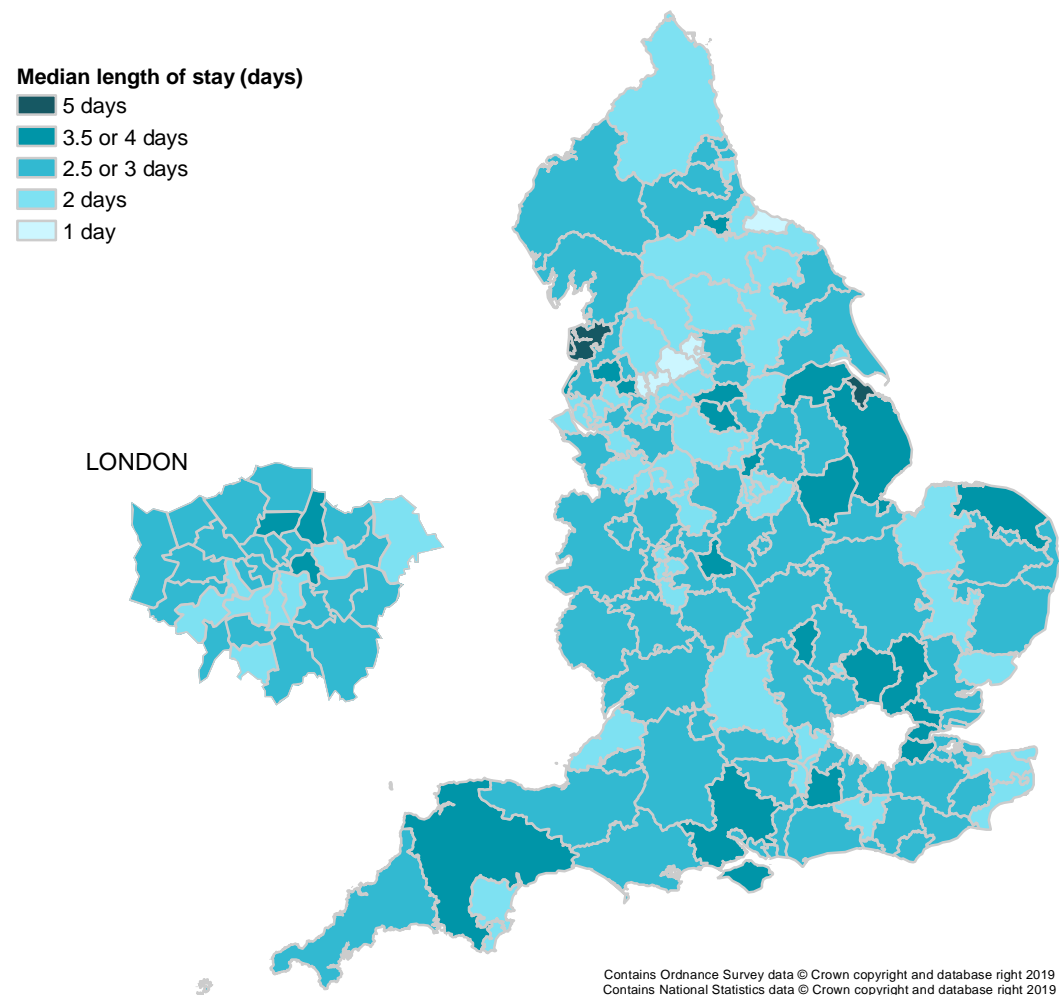 Median length of stay (days)
5 days
3.5 or 4 days
2.5 or 3 days
2 days
1 day
LONDON
Contains Ordnance Survey data © Crown copyright and database right 2019
Contains National Statistics data © Crown copyright and database right 2019